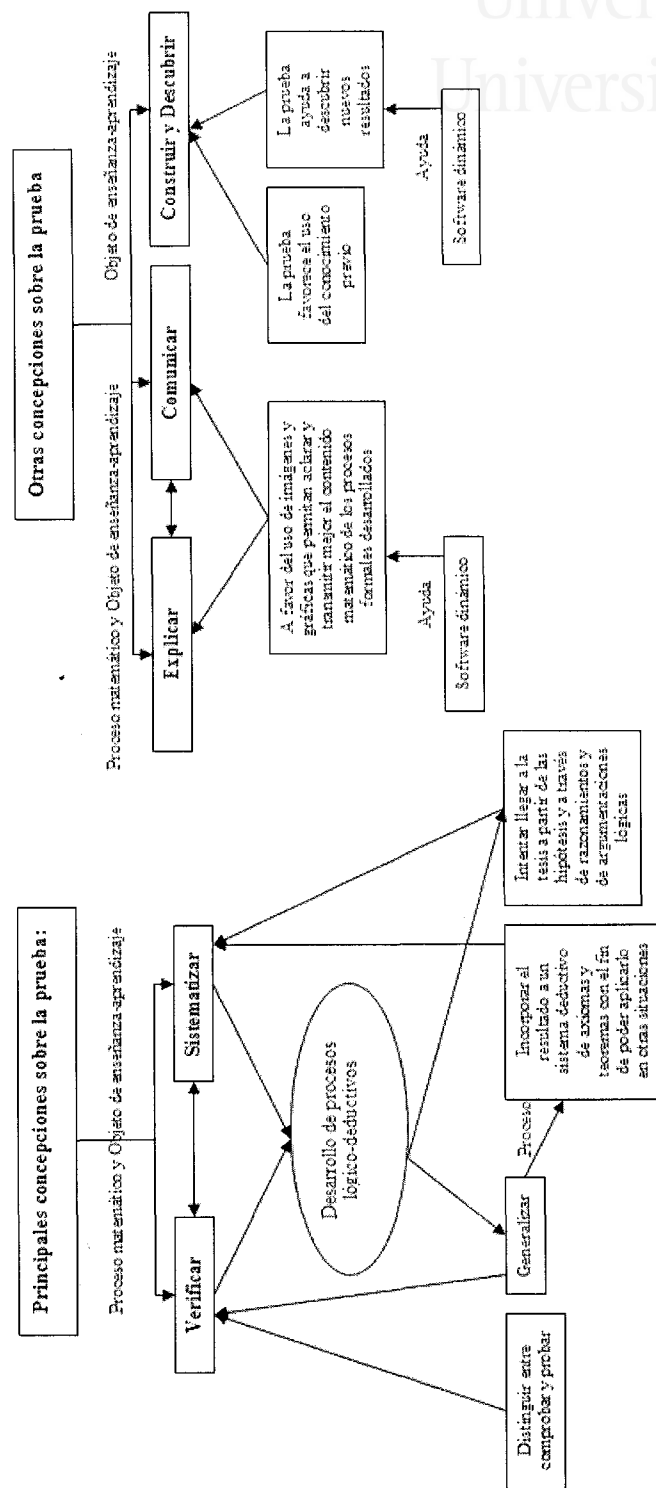 Principales concepciones sobre la prueba:
Proceso matemático y Objeto de enseñanza-aprendizaje
Verificar
Sistematizar
Desarrollo de procesos
lógico-deductivos
Distinguir entre
comprobar y probar
Generalizar
Proceso
Incorporar el
resultado a un
sistema deductivo
de axiomas y
teoremas con el fin
de poder aplicarlo
en otras situaciones
Intentar llegar a la
tesis a partir de las
hipótesis y a través
de razonamientos y
de argumentaciones
lógicas
Otras concepciones sobre la prueba
Proceso matemático y Objeto de enseñanza-aprendizaje
Objeto de enseñanza-aprendizaje
Explicar
Comunicar
Construir y Descubrir
A favor del uso de imágenes y
gráficas que permitan aclarar y
transmitir mejor el contenido
matemático de los procesos
formales desarrollados
Ayuda
Software dinámico
La prueba
favorece el uso
del conocimiento
previo
La prueba
ayuda a
descubrir
nuevos
resultados
Ayuda
Software dinámico
Univer
Universi